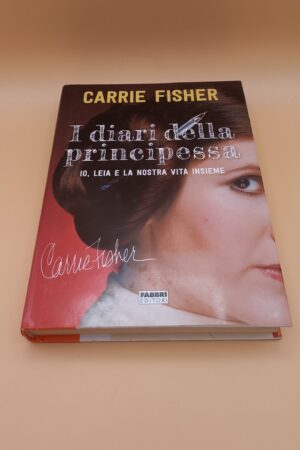 CARRIE FISHER
I diari della
principessa
IO, LEIA E LA NOSTRA VITA INSIEME
Carrie Fisher
FABBRI
EDITORI